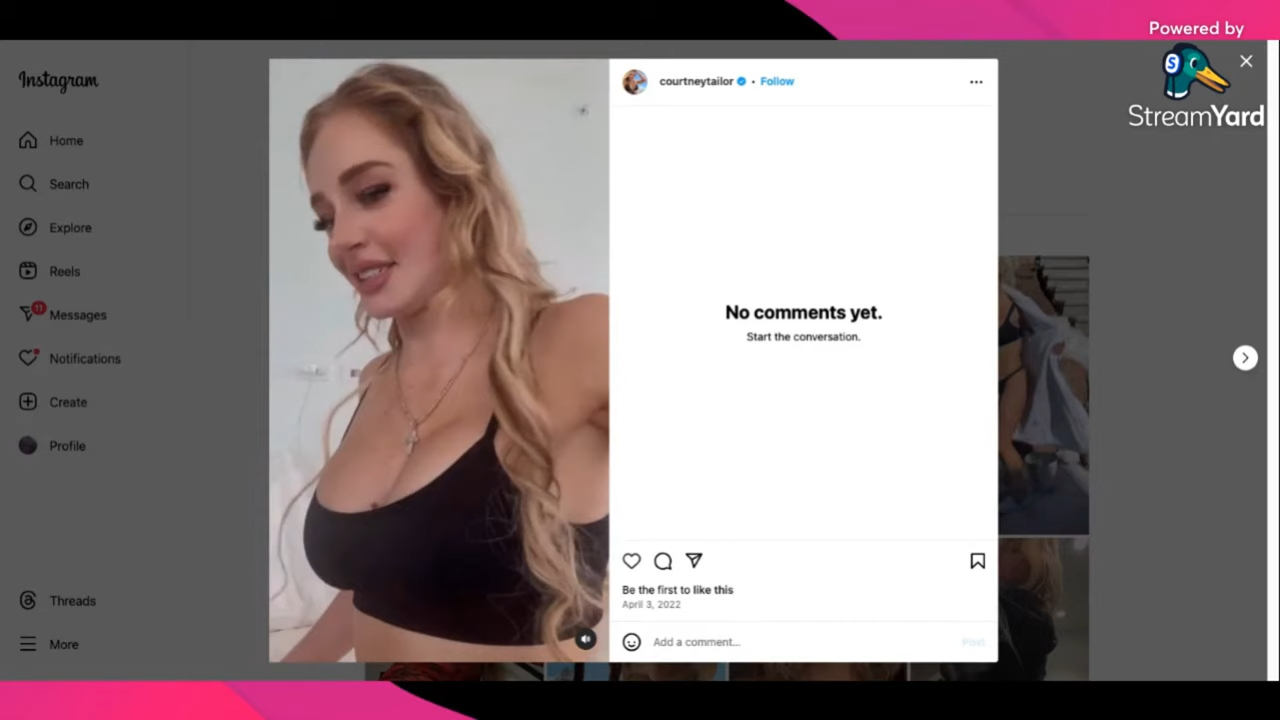 Powered by
StreamYard
Instagram
Home
Search
Explore
Reels
11
Messages
Notifications
Create
Profile
Threads
More
courtneytailor • Follow
No comments yet.
Start the conversation.
Be the first to like this
April 3, 2022
Add a comment...
Post